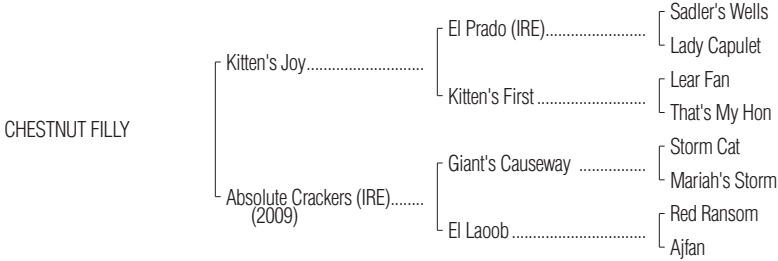 Sadler's Wells
El Prado (IRE)........................
Lady Capulet
Kitten's Joy............................
Lear Fan
Kitten's First..........................
That's My Hon
CHESTNUT FILLY
Storm Cat
Giant's Causeway ................
Mariah's Storm
Absolute Crackers (IRE)........
(2009)
Red Ransom
El Laoob................................
Ajfan